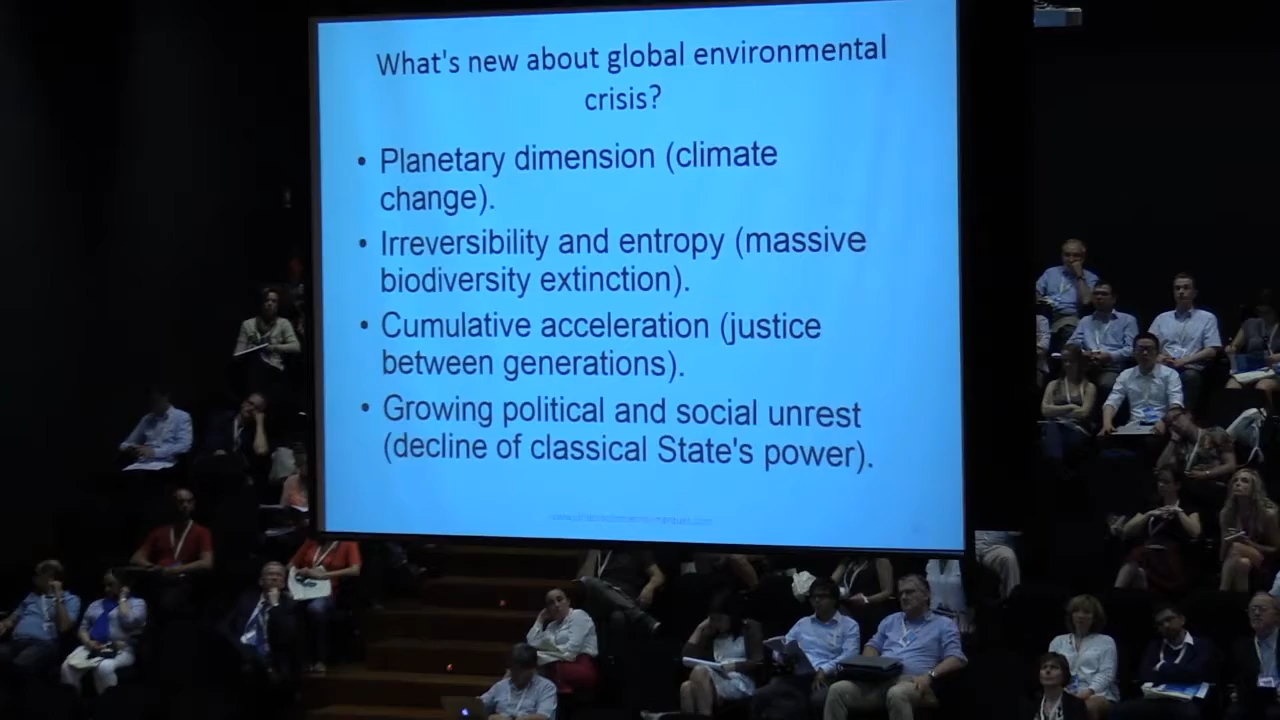 What's new about global environmental
crisis?
• Planetary dimension (climate
change).
• Irreversibility and entropy (massive
biodiversity extinction).
• Cumulative acceleration (justice
between generations).
• Growing political and social unrest
(decline of classical State's power).